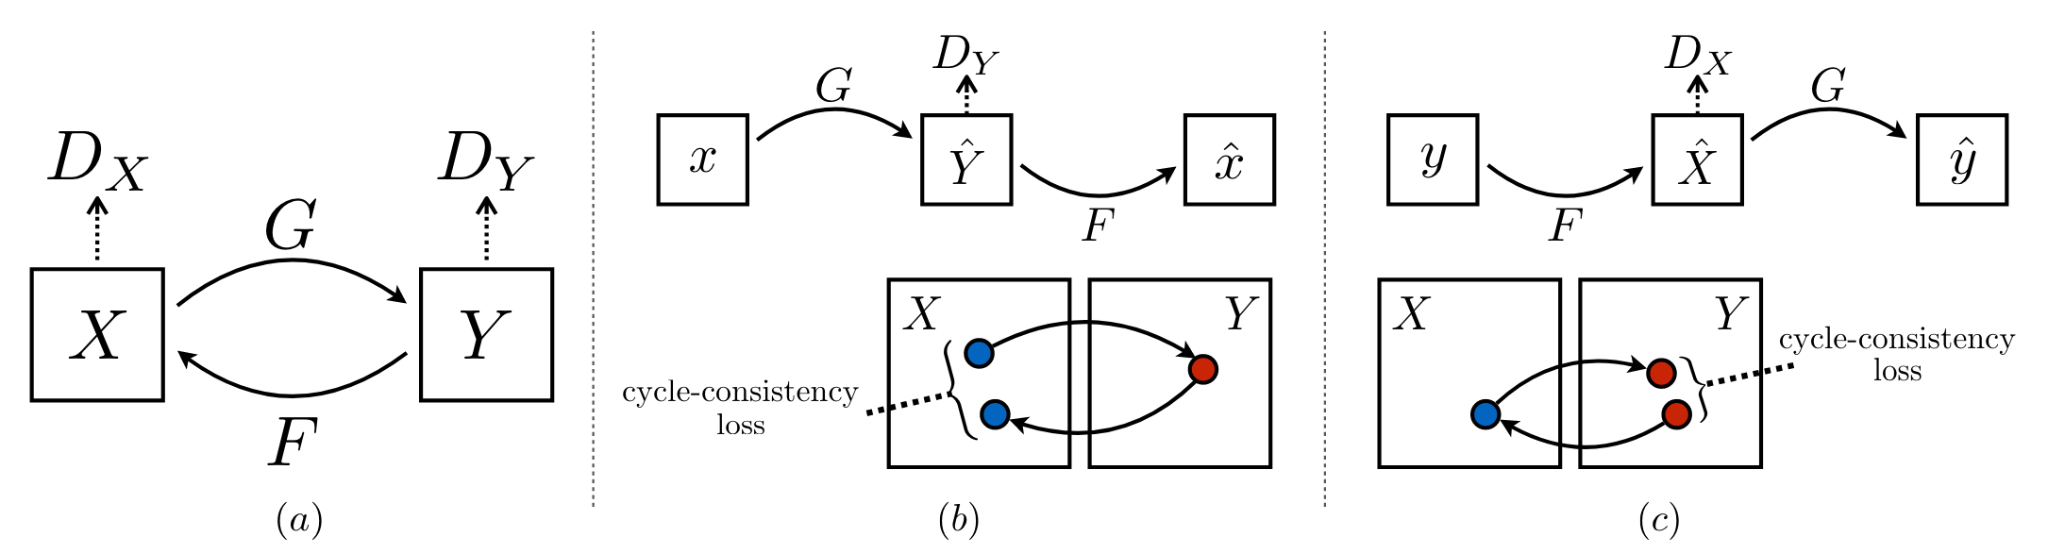 D_X
D_Y
G
X
Y
F
(a)
D_Y
G
x
Ŷ
x̂
F
X
Y
cycle-consistency
loss
(b)
D_X
G
y
X̂
ŷ
F
X
Y
cycle-consistency
loss
(c)